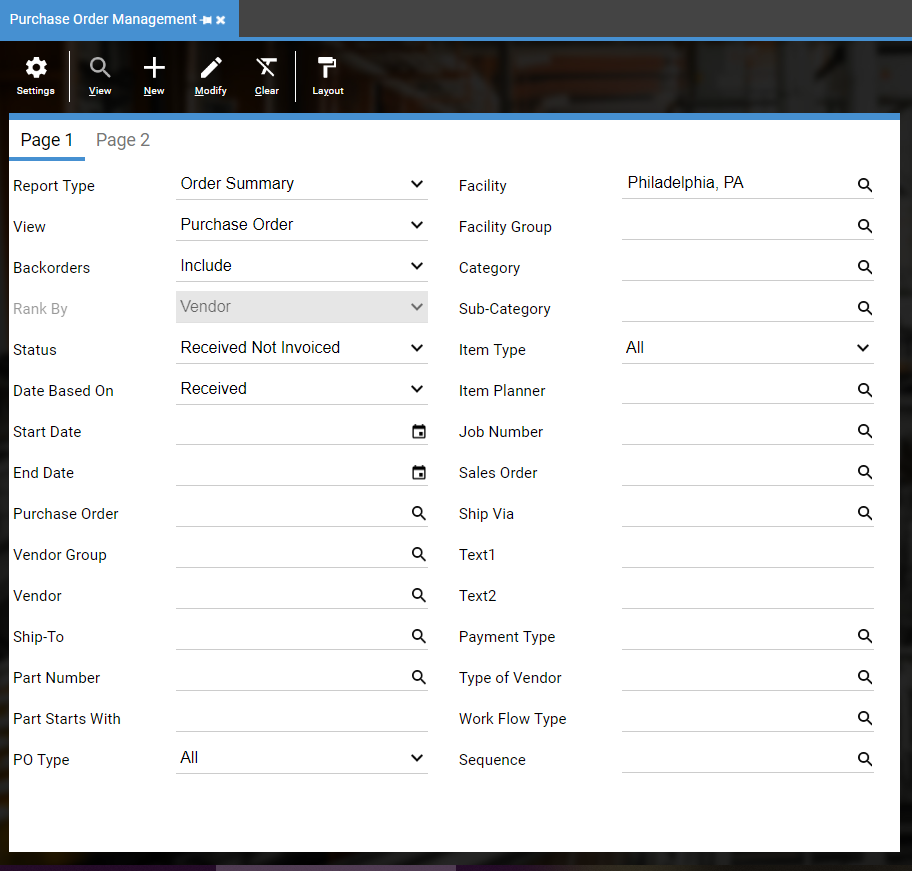 Purchase Order Management
Settings
View
New
Modify
Clear
Layout
Page 1
Page 2
Report Type
Order Summary
View
Purchase Order
Backorders
Include
Rank By
Vendor
Status
Received Not Invoiced
Date Based On
Received
Start Date
End Date
Purchase Order
Vendor Group
Vendor
Ship-To
Part Number
Part Starts With
PO Type
All
Facility
Philadelphia, PA
Facility Group
Category
Sub-Category
Item Type
All
Item Planner
Job Number
Sales Order
Ship Via
Text1
Text2
Payment Type
Type of Vendor
Work Flow Type
Sequence